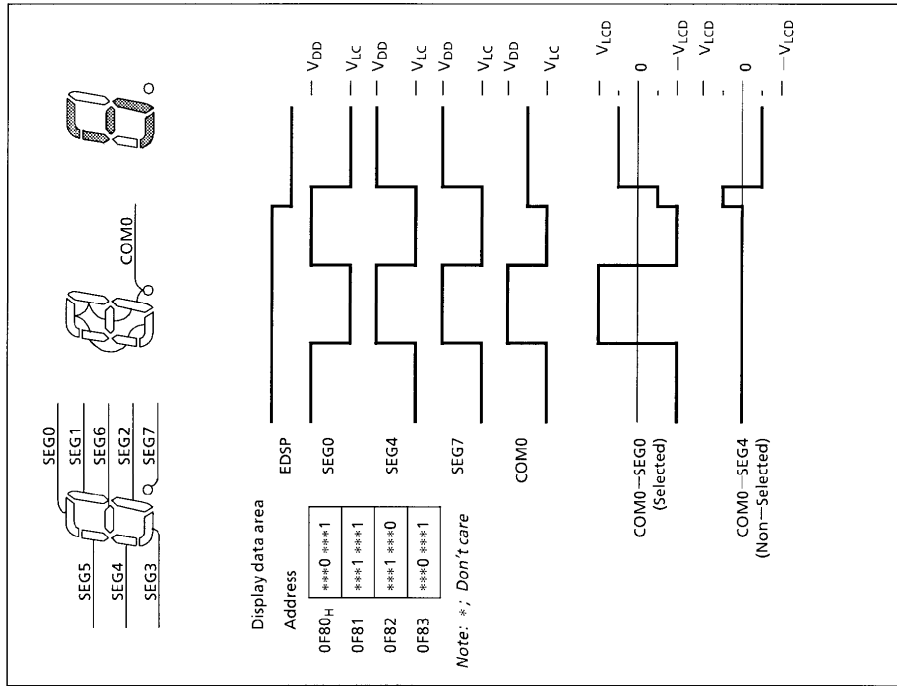 SEG0
SEG1
SEG6
SEG2
SEG7
SEG5
SEG4
SEG3
COM0
Display data area
Address
0F80H ***0 ***1
0F81 ***1 ***1
0F82 ***1 ***0
0F83 ***0 ***1
Note: *; Don't care
EDSP
SEG0
VDD
VLC
SEG4
VDD
VLC
SEG7
VDD
VLC
COM0
VDD
VLC
COM0—SEG0
(Selected)
VLCD
0
—VLCD
COM0—SEG4
(Non—Selected)
VLCD
0
—VLCD